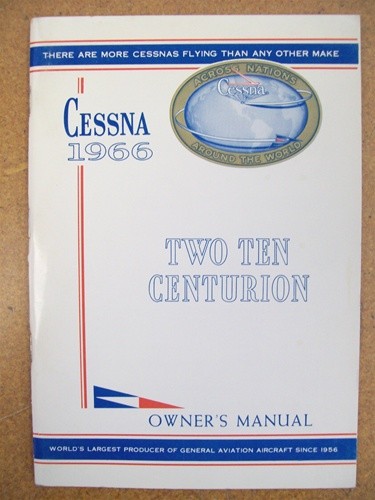 THERE ARE MORE CESSNAS FLYING THAN ANY OTHER MAKE
ACROSS NATIONS
Cessna
AROUND THE WORLD
CESSNA
1966
TWO TEN
CENTURION
OWNER'S MANUAL
WORLD'S LARGEST PRODUCER OF GENERAL AVIATION AIRCRAFT SINCE 1956